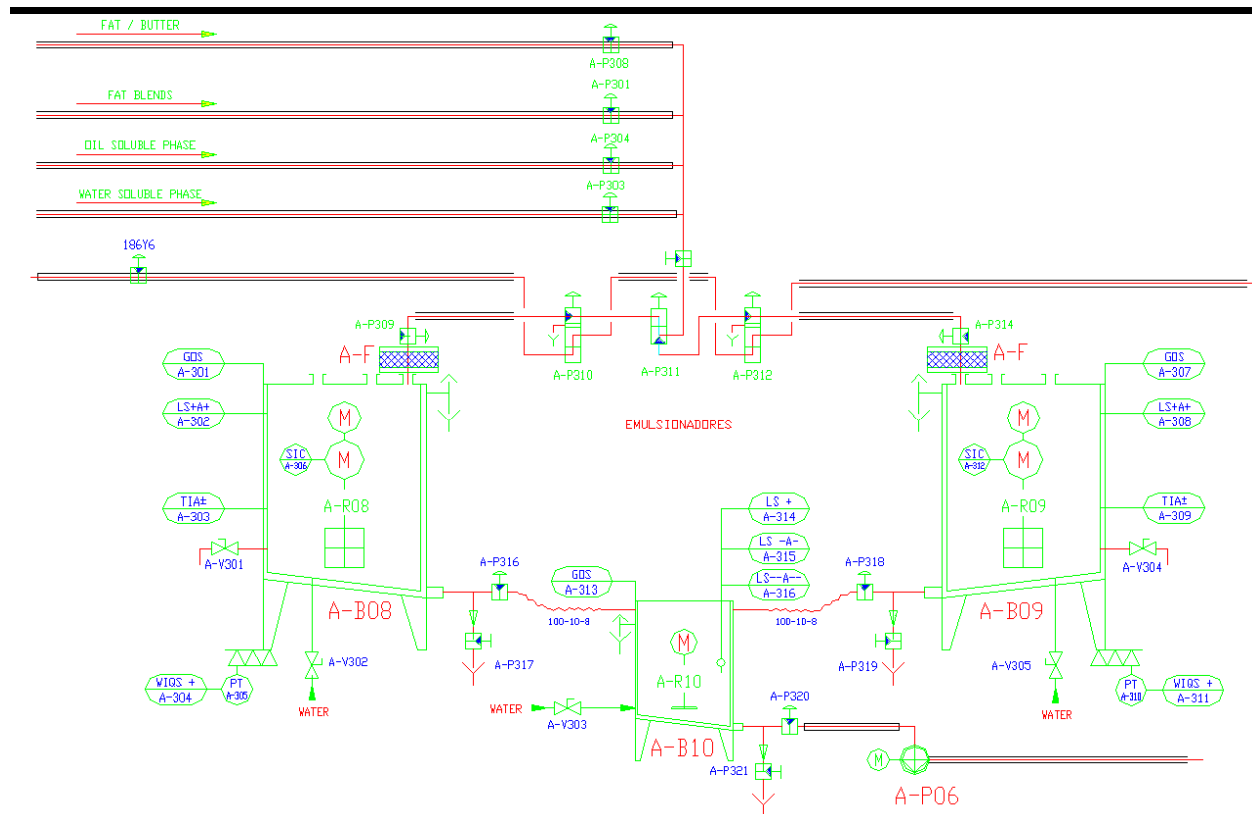 FAT / BUTTER
A-P308
A-P301
FAT BLENDS
A-P304
OIL SOLUBLE PHASE
A-P303
WATER SOLUBLE PHASE
186Y6
A-P309
A-P314
A-F
A-F
A-P310
A-P311
A-P312
GOS
A-301
GOS
A-307
LS+A+
A-302
LS+A+
A-308
EMULSIONADORES
M
M
SIC
A-306
M
SIC
A-312
M
A-R08
A-R09
TIA±
A-303
TIA±
A-309
LS +
A-314
LS -A-
A-315
LS--A--
A-316
A-V301
A-V304
A-P316
A-P318
GOS
A-313
A-B08
A-B09
100-10-8
100-10-8
M
A-V302
A-P317
A-P319
A-V305
A-R10
WIQS +
A-304
PT
A-305
PT
A-310
WIQS +
A-311
A-P320
WATER
WATER
A-V303
WATER
A-B10
A-P321
M
A-P06